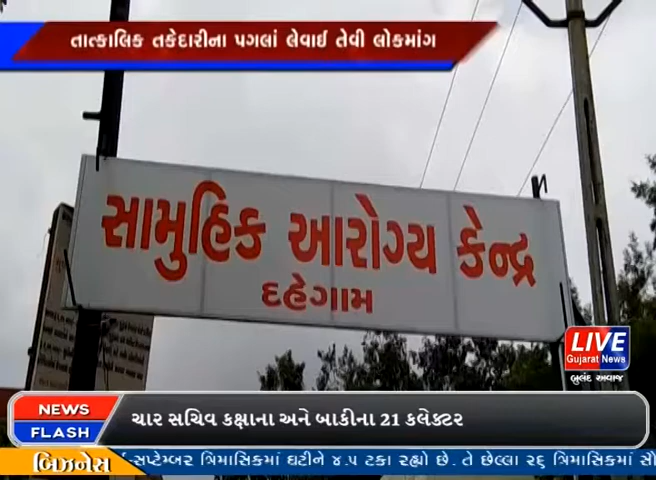 તાત્કાલિક તકેદારીના પગલાં લેવાઈ તેવી લોકમાંગ
સામુહિક આરોગ્ય કેન્દ્ર
દહેગામ
LIVE
Gujarat News
બુલંદ અવાજ
NEWS
FLASH
ચાર સચિવ કક્ષાના અને બાકીના 21 કલેક્ટર
બિઝનેસ
-સપ્ટેમ્બર ત્રિમાસિકમાં ઘટીને ૪.૫ ટકા રહ્યો છે. તે છેલ્લા ૨૬ ત્રિમાસિકમાં સૌ